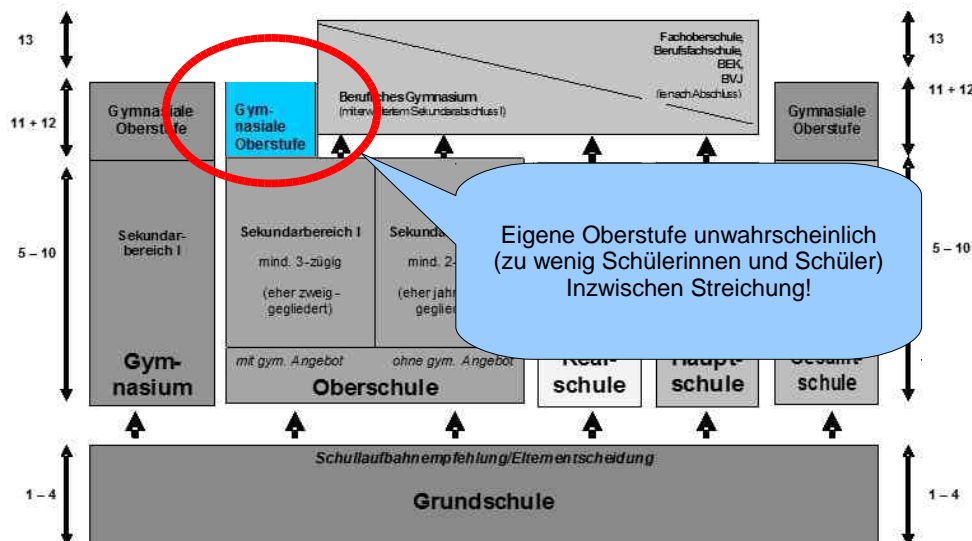 13
Fachoberschule,
Berufsfachschule,
BEK,
BVJ
(je nach Abschluss)
13
11 + 12
Gymnasiale
Oberstufe
Gym-
nasiale
Oberstufe
Berufliches Gymnasium
(mit erweitertem Sekundarabschluss I)
Gymnasiale
Oberstufe
11 + 12
5 – 10
Sekundar-
bereich I
Sekundarbereich I
mind. 3-zügig
(eher zweig-
gegliedert)
mind. 2-
(eher
Eigene Oberstufe unwahrscheinlich
(zu wenig Schülerinnen und Schüler)
Inzwischen Streichung!
5 – 10
Gym-
nasium
mit gym. Angebot
ohne gym. Angebot
Oberschule
Real-
schule
Haupt-
schule
Gesamt-
schule
Schullaufbahnempfehlung/Elternentscheidung
1 – 4
Grundschule
1 – 4